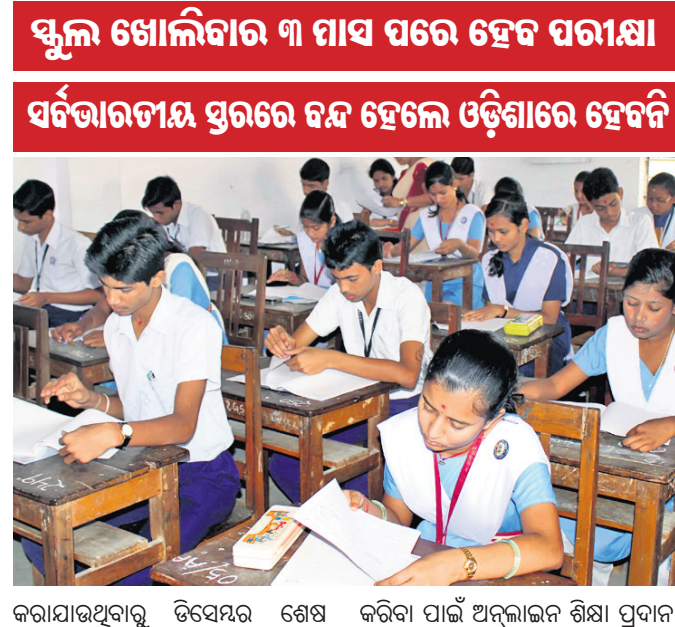 ସ୍କୁଲ ଖୋଲିବାର ୩ ମାସ ପରେ ହେବ ପରୀକ୍ଷା
ସର୍ବଭାରତୀୟ ସ୍ତରରେ ବନ୍ଦ ହେଲେ ଓଡ଼ିଶାରେ ହେବନି
କରାଯାଉଥିବାରୁ ଡିସେମ୍ବର ଶେଷ
କରିବା ପାଇଁ ଅନ୍‌ଲାଇନ ଶିକ୍ଷା ପ୍ରଦାନ